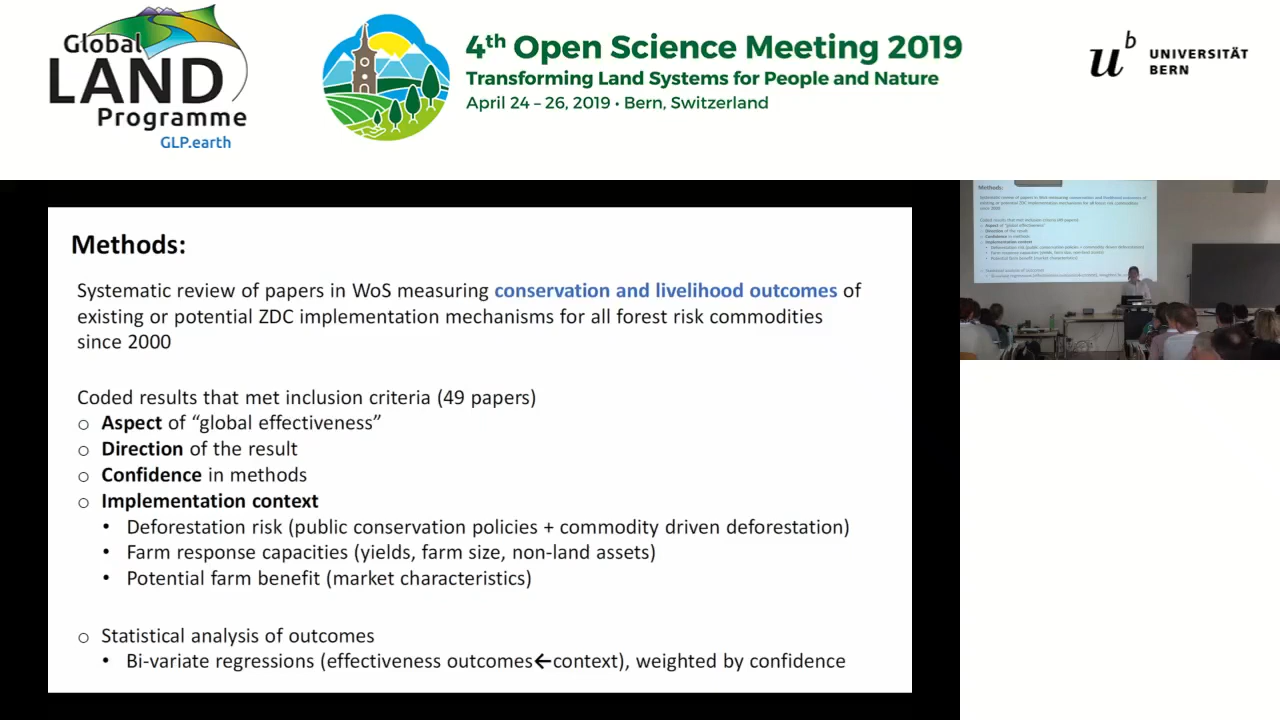 Global
LAND
Programme
GLP.earth
4th Open Science Meeting 2019
Transforming Land Systems for People and Nature
April 24 – 26, 2019 • Bern, Switzerland
u b UNIVERSITÄT
BERN
Methods:
Systematic review of papers in WoS measuring conservation and livelihood outcomes of
existing or potential ZDC implementation mechanisms for all forest risk commodities
since 2000
Coded results that met inclusion criteria (49 papers)
o Aspect of “global effectiveness”
o Direction of the result
o Confidence in methods
o Implementation context
• Deforestation risk (public conservation policies + commodity driven deforestation)
• Farm response capacities (yields, farm size, non-land assets)
• Potential farm benefit (market characteristics)
o Statistical analysis of outcomes
• Bi-variate regressions (effectiveness outcomes←context), weighted by confidence
Methods: